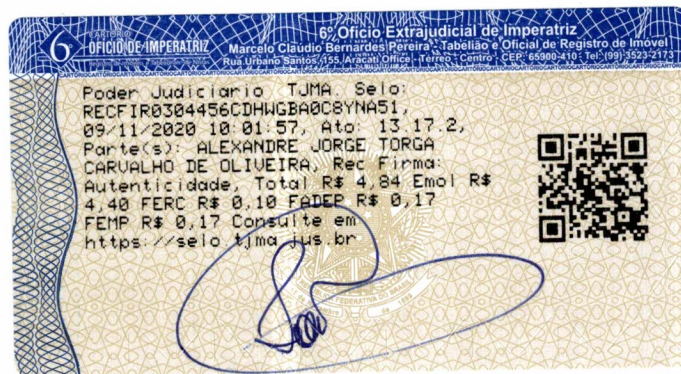 6º CARTÓRIO
OFÍCIO DE IMPERATRIZ
6º Ofício Extrajudicial de Imperatriz
Marcelo Claudio Bernardes Pereira - Tabelião e Oficial de Registro de Imóvel
Rua Urbano Santos, 155, Aracati Office - Térreo - Centro - CEP: 65900-410 - Tel: (99) 3523-2173
Poder Judiciario TJMA. Selo:
RECFIR0304456CDHWGBA0C8YNA51,
09/11/2020 10:01:57, Ato: 13.17.2,
Parte(s): ALEXANDRE JORGE TORGA
CARVALHO DE OLIVEIRA, Rec Firma:
Autenticidade, Total R$ 4,84 Emol R$
4,40 FERC R$ 0,10 FADEP R$ 0,17
FEMP R$ 0,17 Consulte em
https://selo.tjma.jus.br